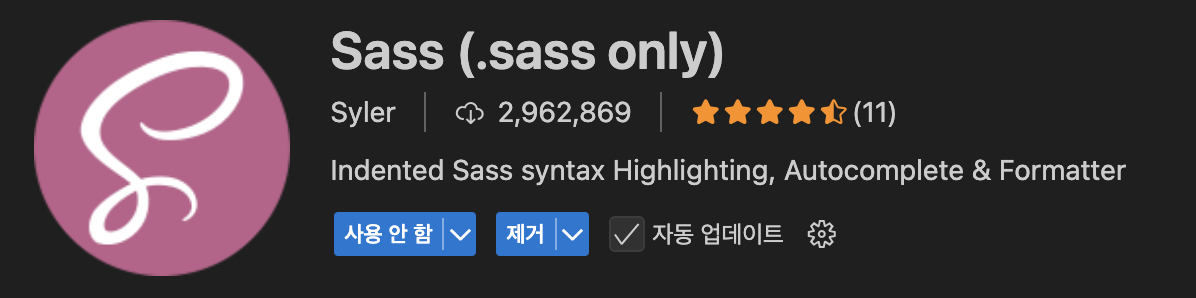 Sass (.sass only)
Syler 2,962,869 (11)
Indented Sass syntax Highlighting, Autocomplete & Formatter
사용 안 함 제거 자동 업데이트